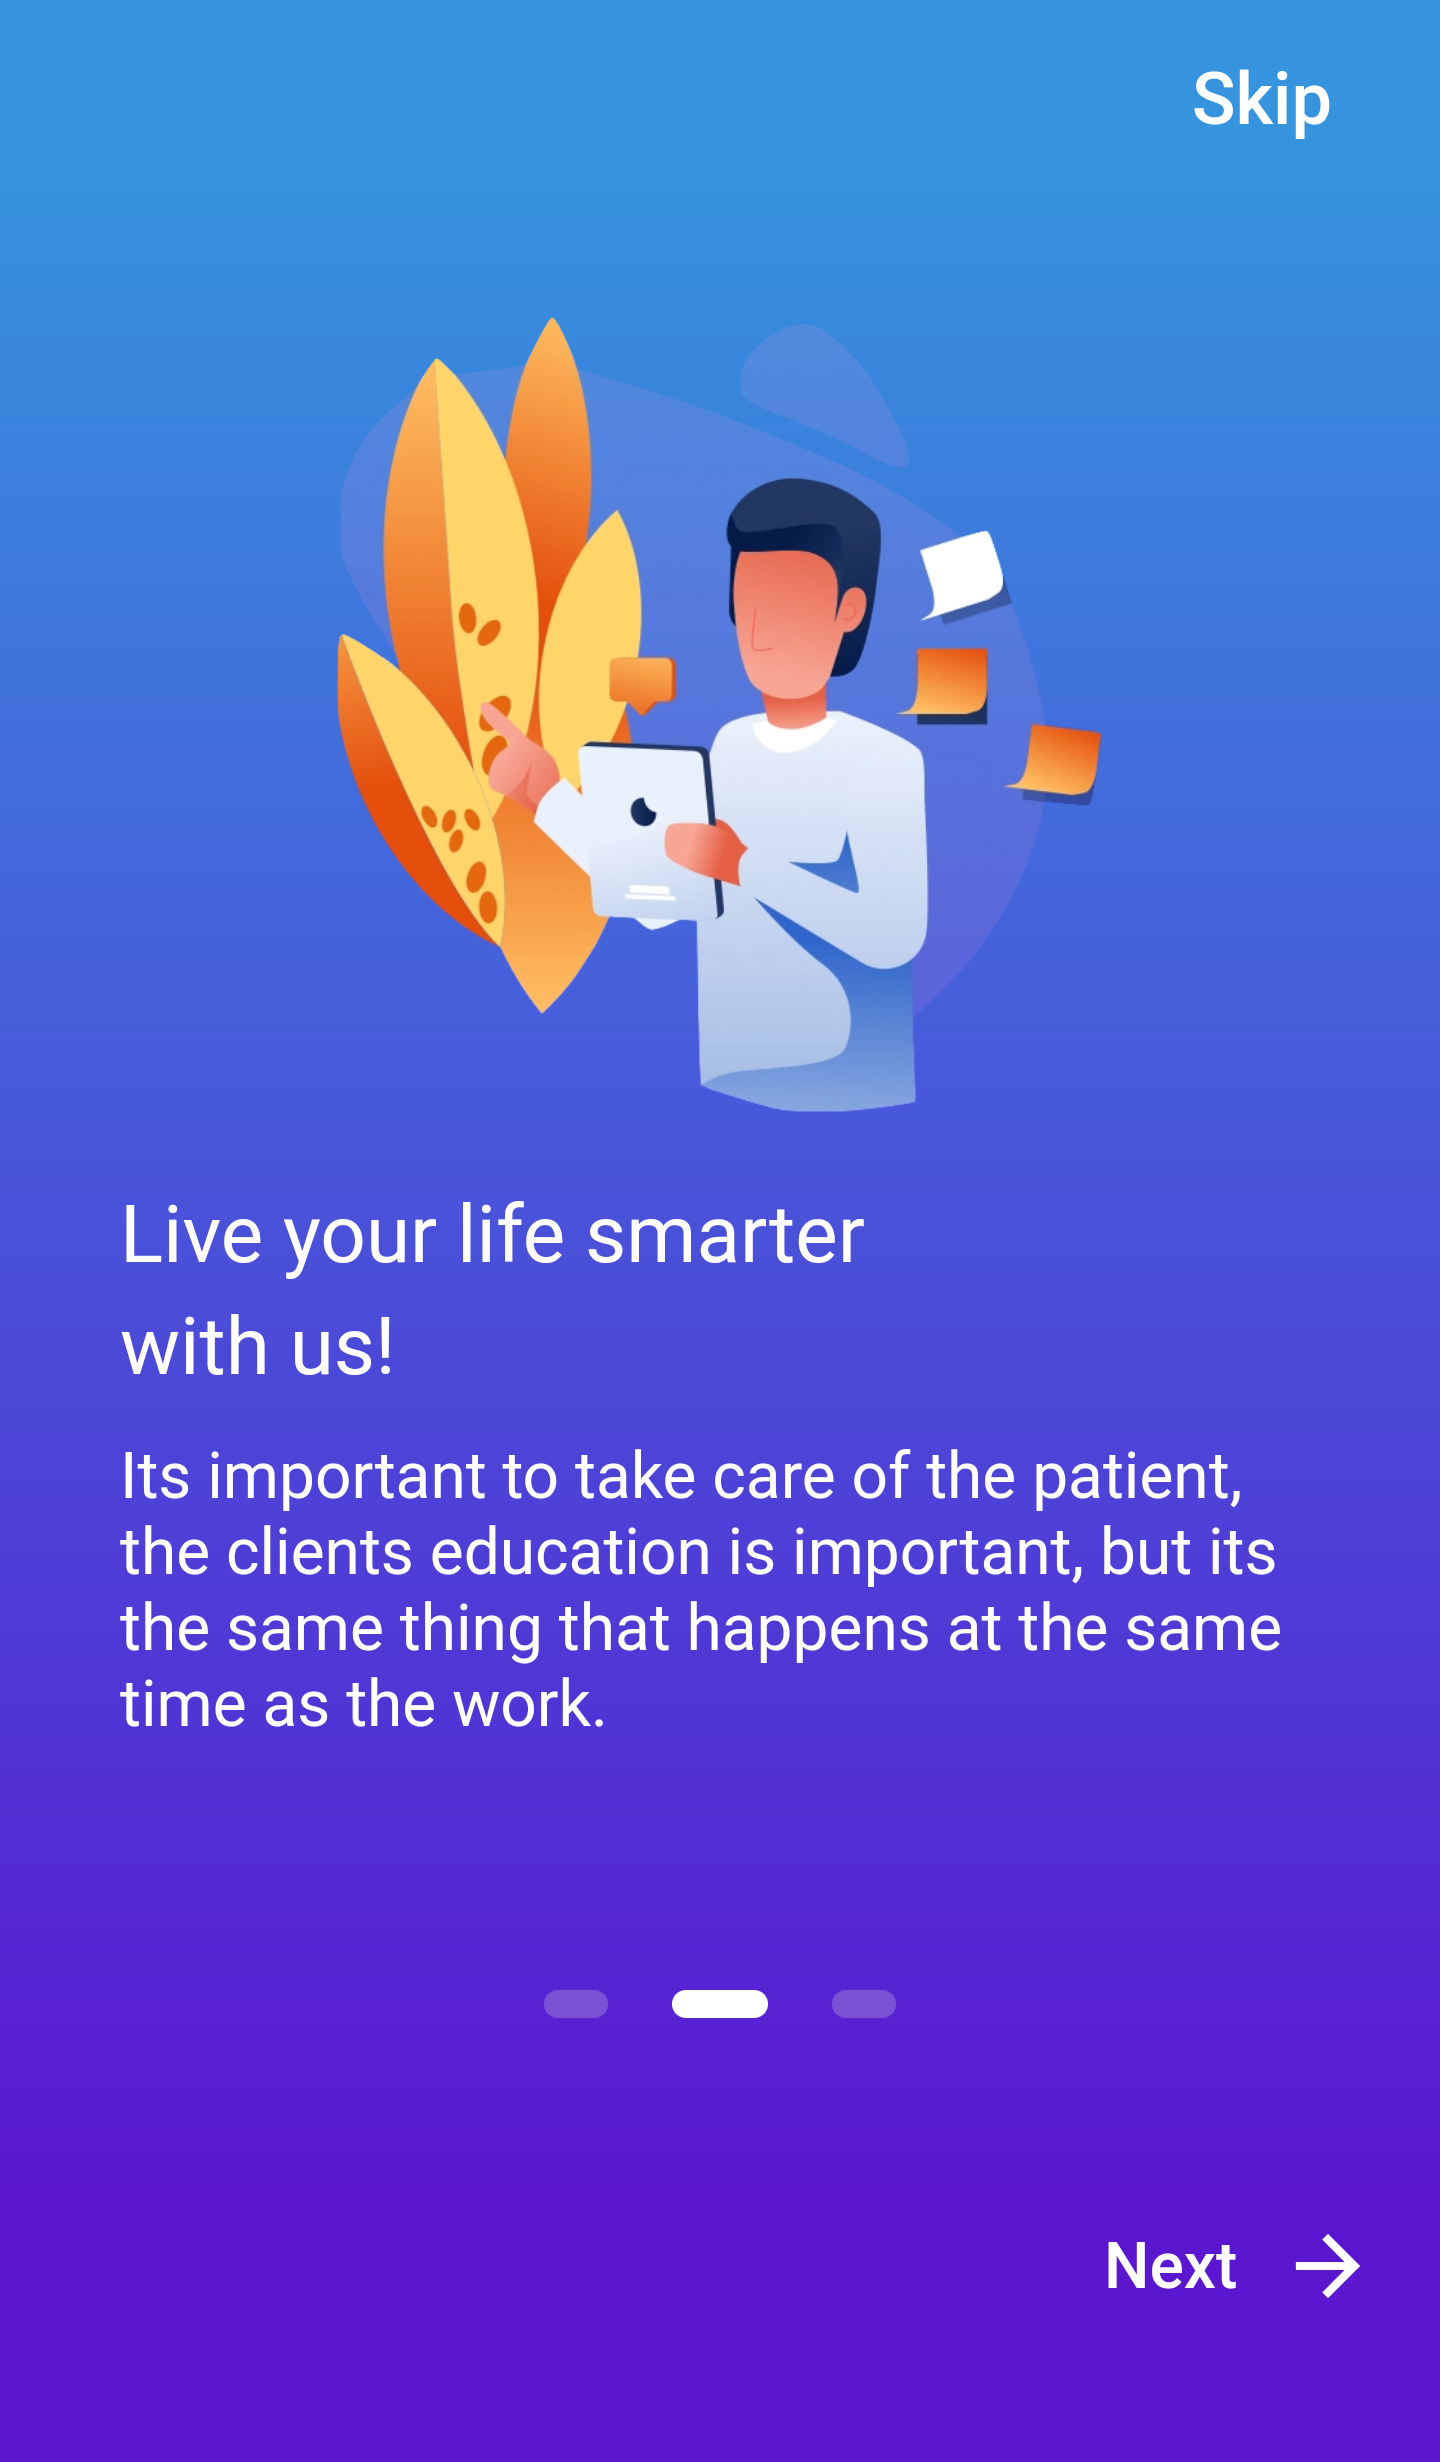 Skip
Live your life smarter
with us!
Its important to take care of the patient,
the clients education is important, but its
the same thing that happens at the same
time as the work.
Next